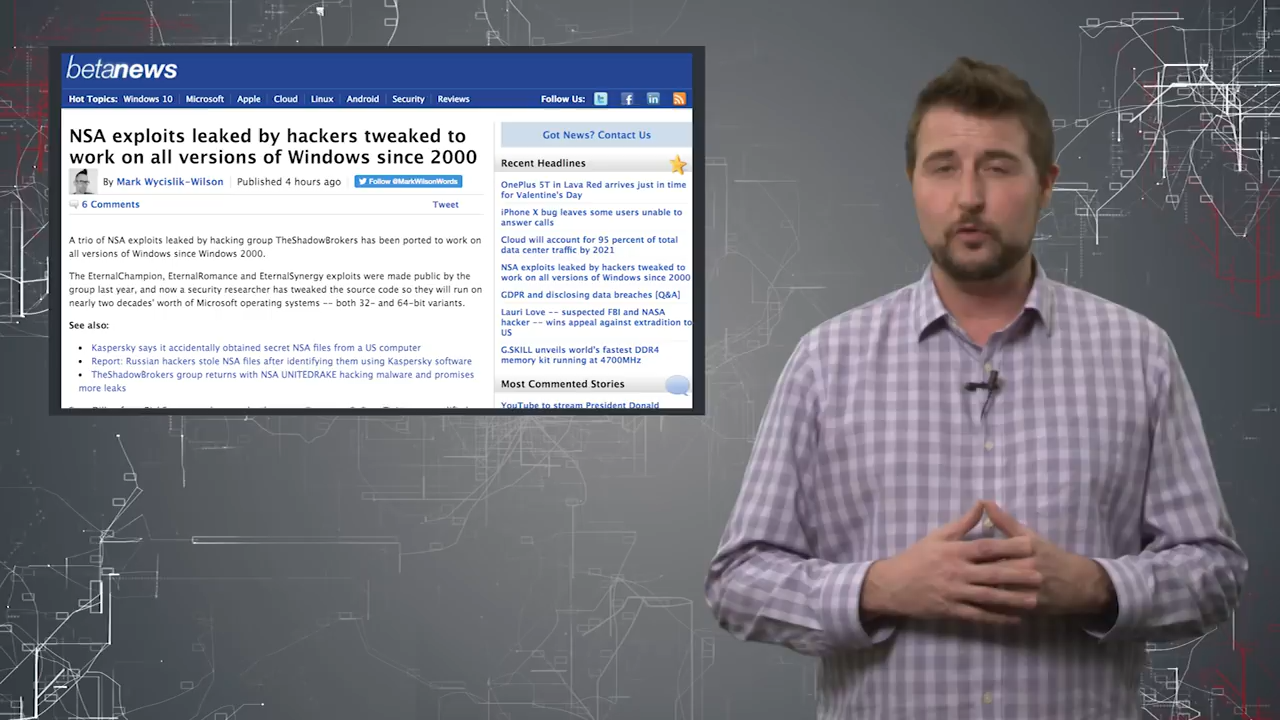 betanews
Hot Topics: Windows 10 Microsoft Apple Cloud Linux Android Security Reviews Follow Us:
NSA exploits leaked by hackers tweaked to
work on all versions of Windows since 2000
By Mark Wycislik-Wilson Published 4 hours ago Follow @MarkWilsonWords
6 Comments Tweet
A trio of NSA exploits leaked by hacking group TheShadowBrokers has been ported to work on
all versions of Windows since Windows 2000.
The EternalChampion, EternalRomance and EternalSynergy exploits were made public by the
group last year, and now a security researcher has tweaked the source code so they will run on
nearly two decades' worth of Microsoft operating systems -- both 32- and 64-bit variants.
See also:
• Kaspersky says it accidentally obtained secret NSA files from a US computer
• Report: Russian hackers stole NSA files after identifying them using Kaspersky software
• TheShadowBrokers group returns with NSA UNITEDRAKE hacking malware and promises
more leaks
Got News? Contact Us
Recent Headlines
OnePlus 5T in Lava Red arrives just in time
for Valentine's Day
iPhone X bug leaves some users unable to
answer calls
Cloud will account for 95 percent of total
data center traffic by 2021
NSA exploits leaked by hackers tweaked to
work on all versions of Windows since 2000
GDPR and disclosing data breaches [Q&A]
Lauri Love -- suspected FBI and NASA
hacker -- wins appeal against extradition to
US
G.SKILL unveils world's fastest DDR4
memory kit running at 4700MHz
Most Commented Stories
YouTube to stream President Donald